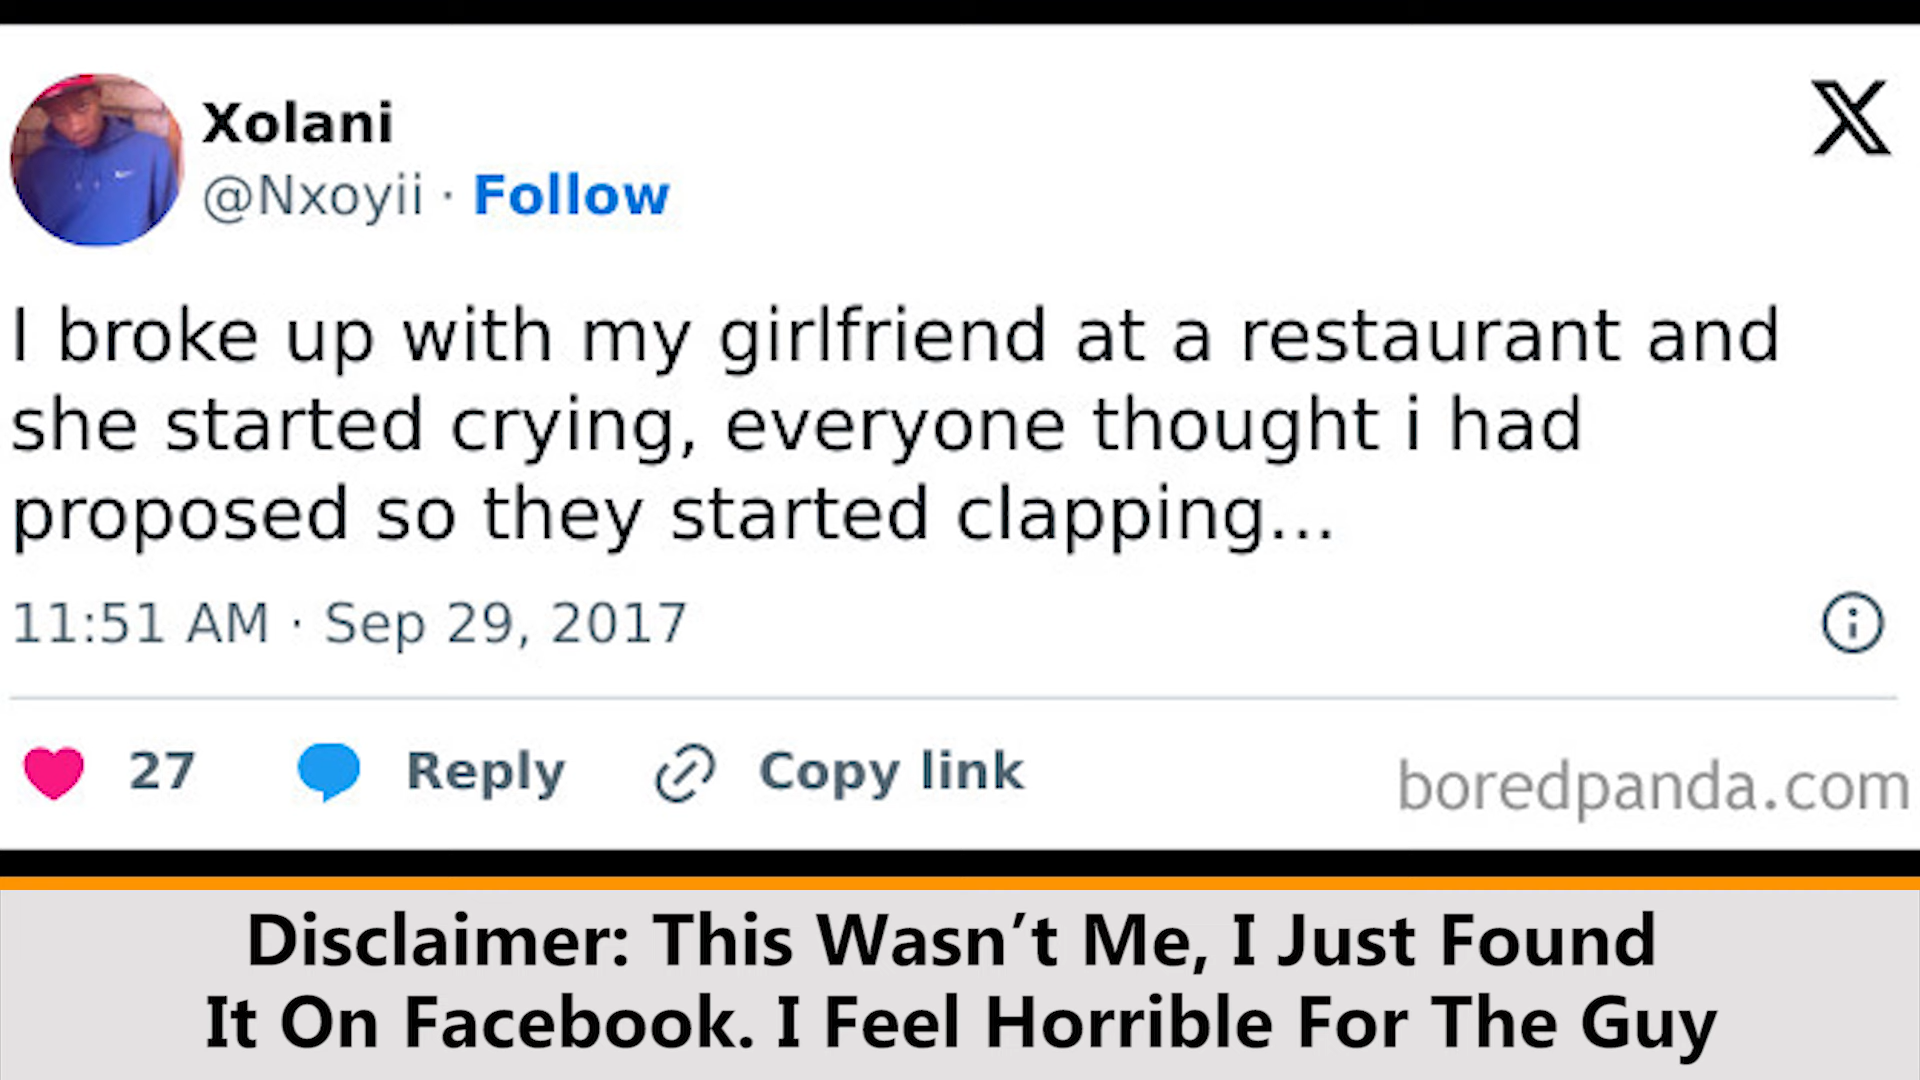 Xolani
@Nxoyii · Follow
I broke up with my girlfriend at a restaurant and
she started crying, everyone thought i had
proposed so they started clapping...
11:51 AM · Sep 29, 2017
27 Reply Copy link
boredpanda.com
Disclaimer: This Wasn’t Me, I Just Found
It On Facebook. I Feel Horrible For The Guy